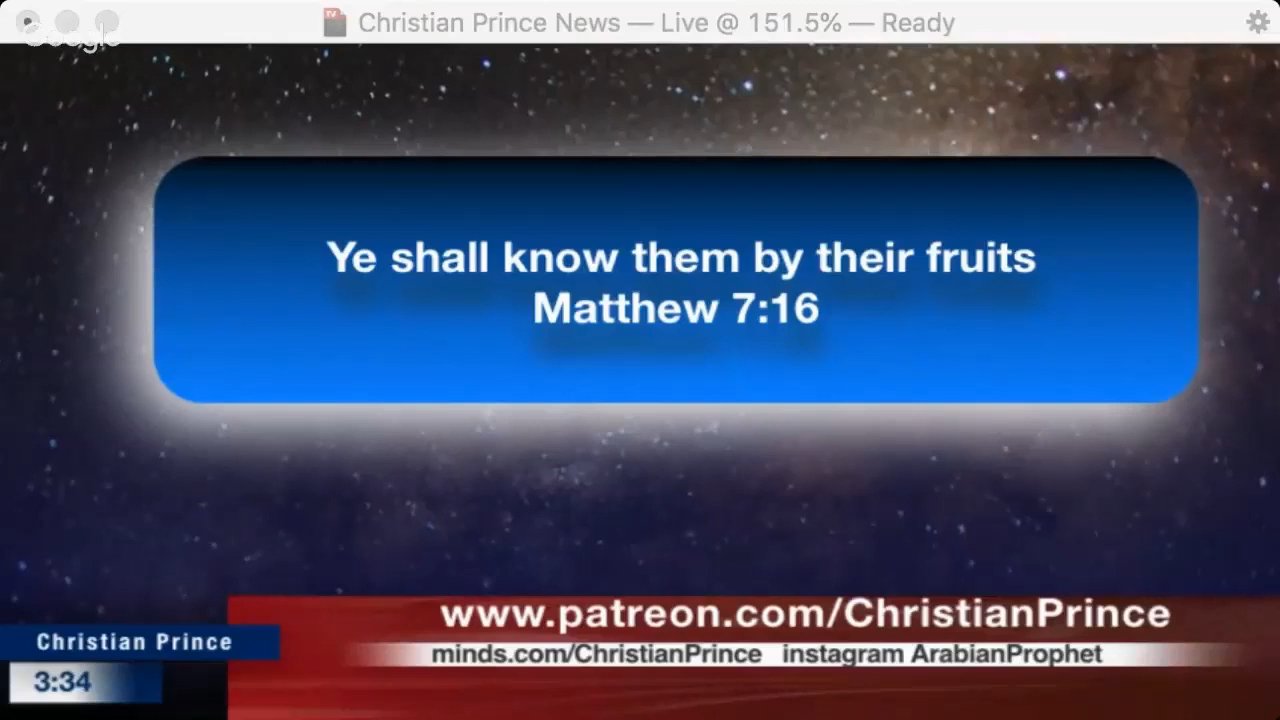 Christian Prince News — Live @ 151.5% — Ready
Google
Ye shall know them by their fruits
Matthew 7:16
www.patreon.com/ChristianPrince
Christian Prince
minds.com/ChristianPrince instagram ArabianProphet
3:34